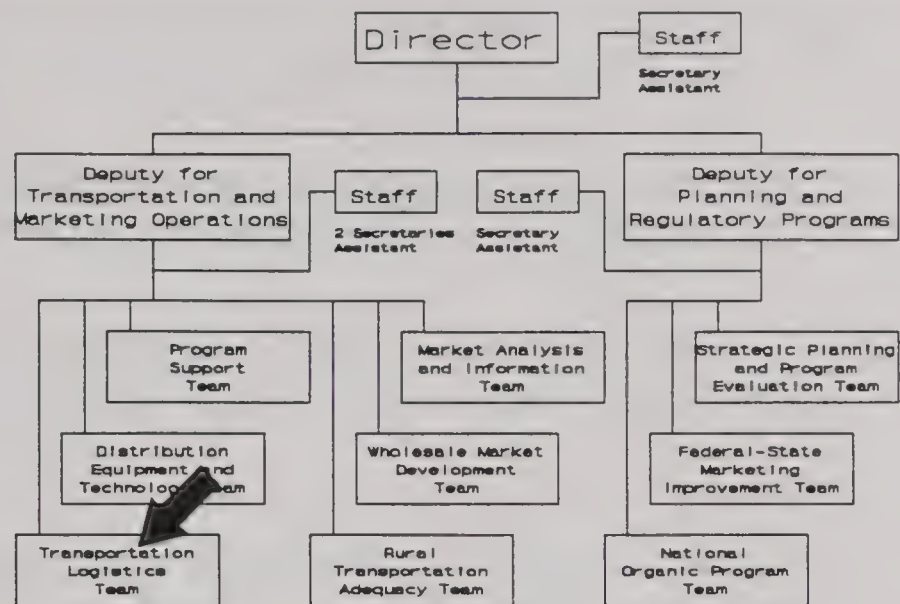 Director
Staff
Secretary
Assistant
Deputy for
Transportation and
Marketing Operations
Staff
2 Secretaries
Assistant
Staff
Secretary
Assistant
Deputy for
Planning and
Regulatory Programs
Program
Support
Team
Market Analysis
and Information
Team
Strategic Planning
and Program
Evaluation Team
Distribution
Equipment and
Technology Team
Wholesale Market
Development
Team
Federal-State
Marketing
Improvement Team
Transportation
Logistics
Team
Rural
Transportation
Adequacy Team
National
Organic Program
Team